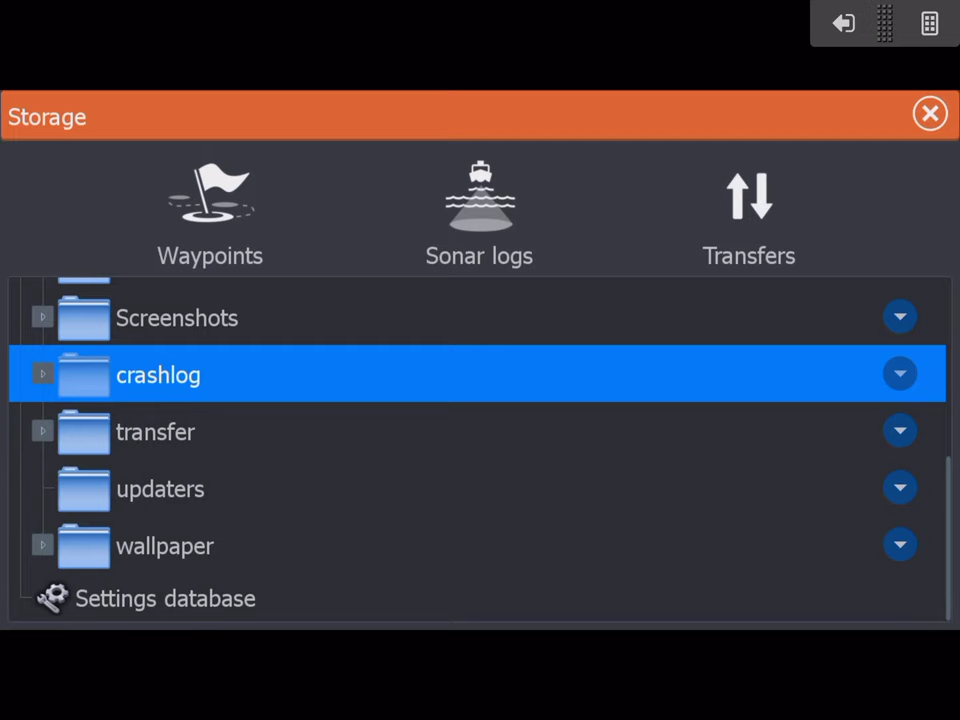 Storage
Waypoints
Sonar logs
Transfers
Screenshots
crashlog
transfer
updaters
wallpaper
Settings database